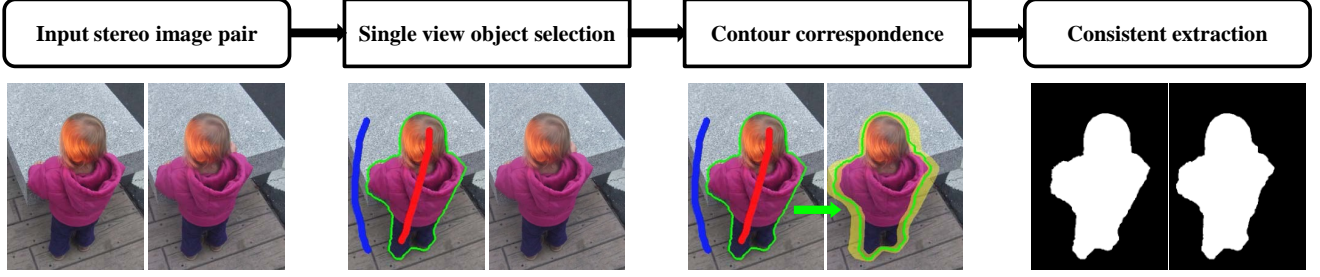 Input stereo image pair
Single view object selection
Contour correspondence
Consistent extraction